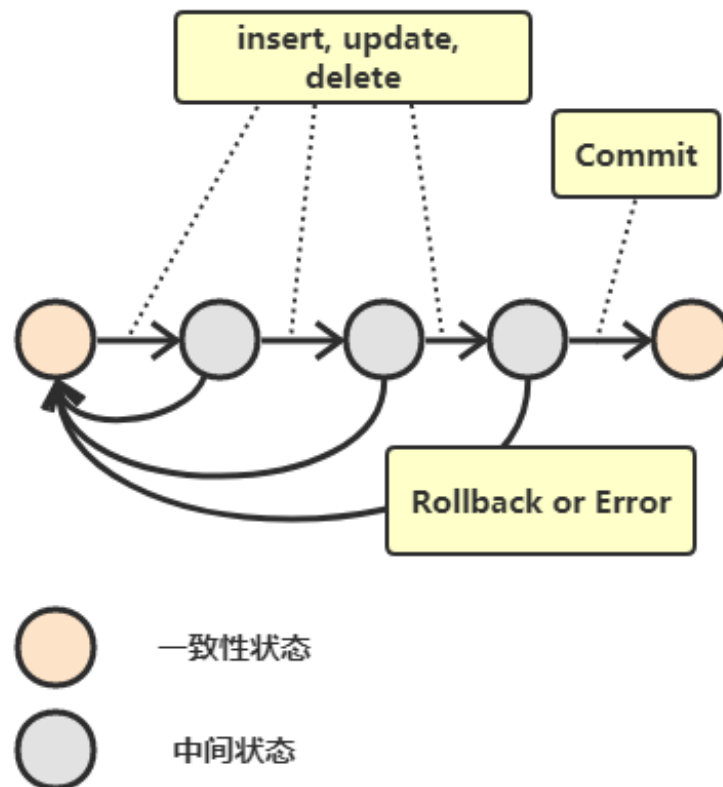 insert, update,
delete
Commit
Rollback or Error
一致性状态
中间状态